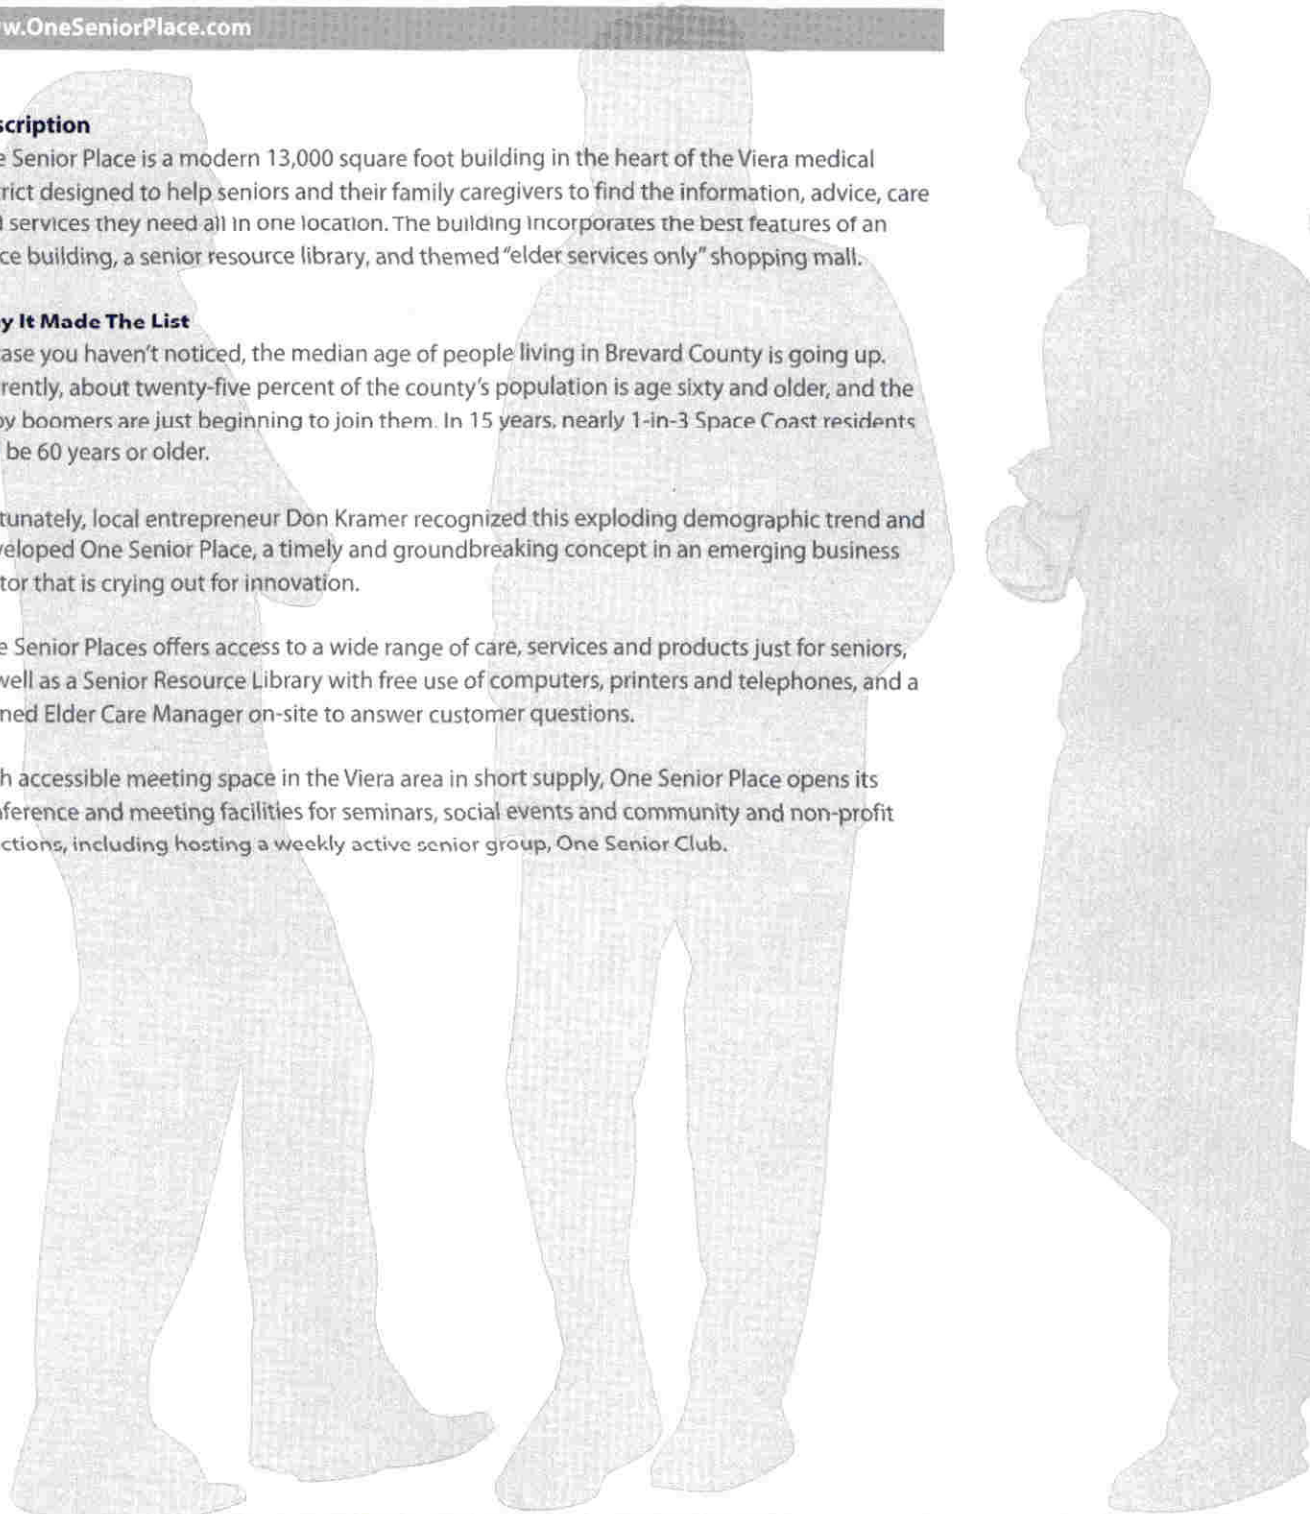 w.OneSeniorPlace.com
scription
e Senior Place is a modern 13,000 square foot building in the heart of the Viera medical
trict designed to help seniors and their family caregivers to find the information, advice, care
d services they need all in one location. The building incorporates the best features of an
ce building, a senior resource library, and themed "elder services only" shopping mall.
y It Made The List
ase you haven't noticed, the median age of people living in Brevard County is going up.
rently, about twenty-five percent of the county's population is age sixty and older, and the
by boomers are just beginning to join them. In 15 years, nearly 1-in-3 Space Coast residents
be 60 years or older.
tunately, local entrepreneur Don Kramer recognized this exploding demographic trend and
veloped One Senior Place, a timely and groundbreaking concept in an emerging business
tor that is crying out for innovation.
e Senior Places offers access to a wide range of care, services and products just for seniors,
well as a Senior Resource Library with free use of computers, printers and telephones, and a
ned Elder Care Manager on-site to answer customer questions.
h accessible meeting space in the Viera area in short supply, One Senior Place opens its
ference and meeting facilities for seminars, social events and community and non-profit
ctions, including hosting a weekly active senior group, One Senior Club.